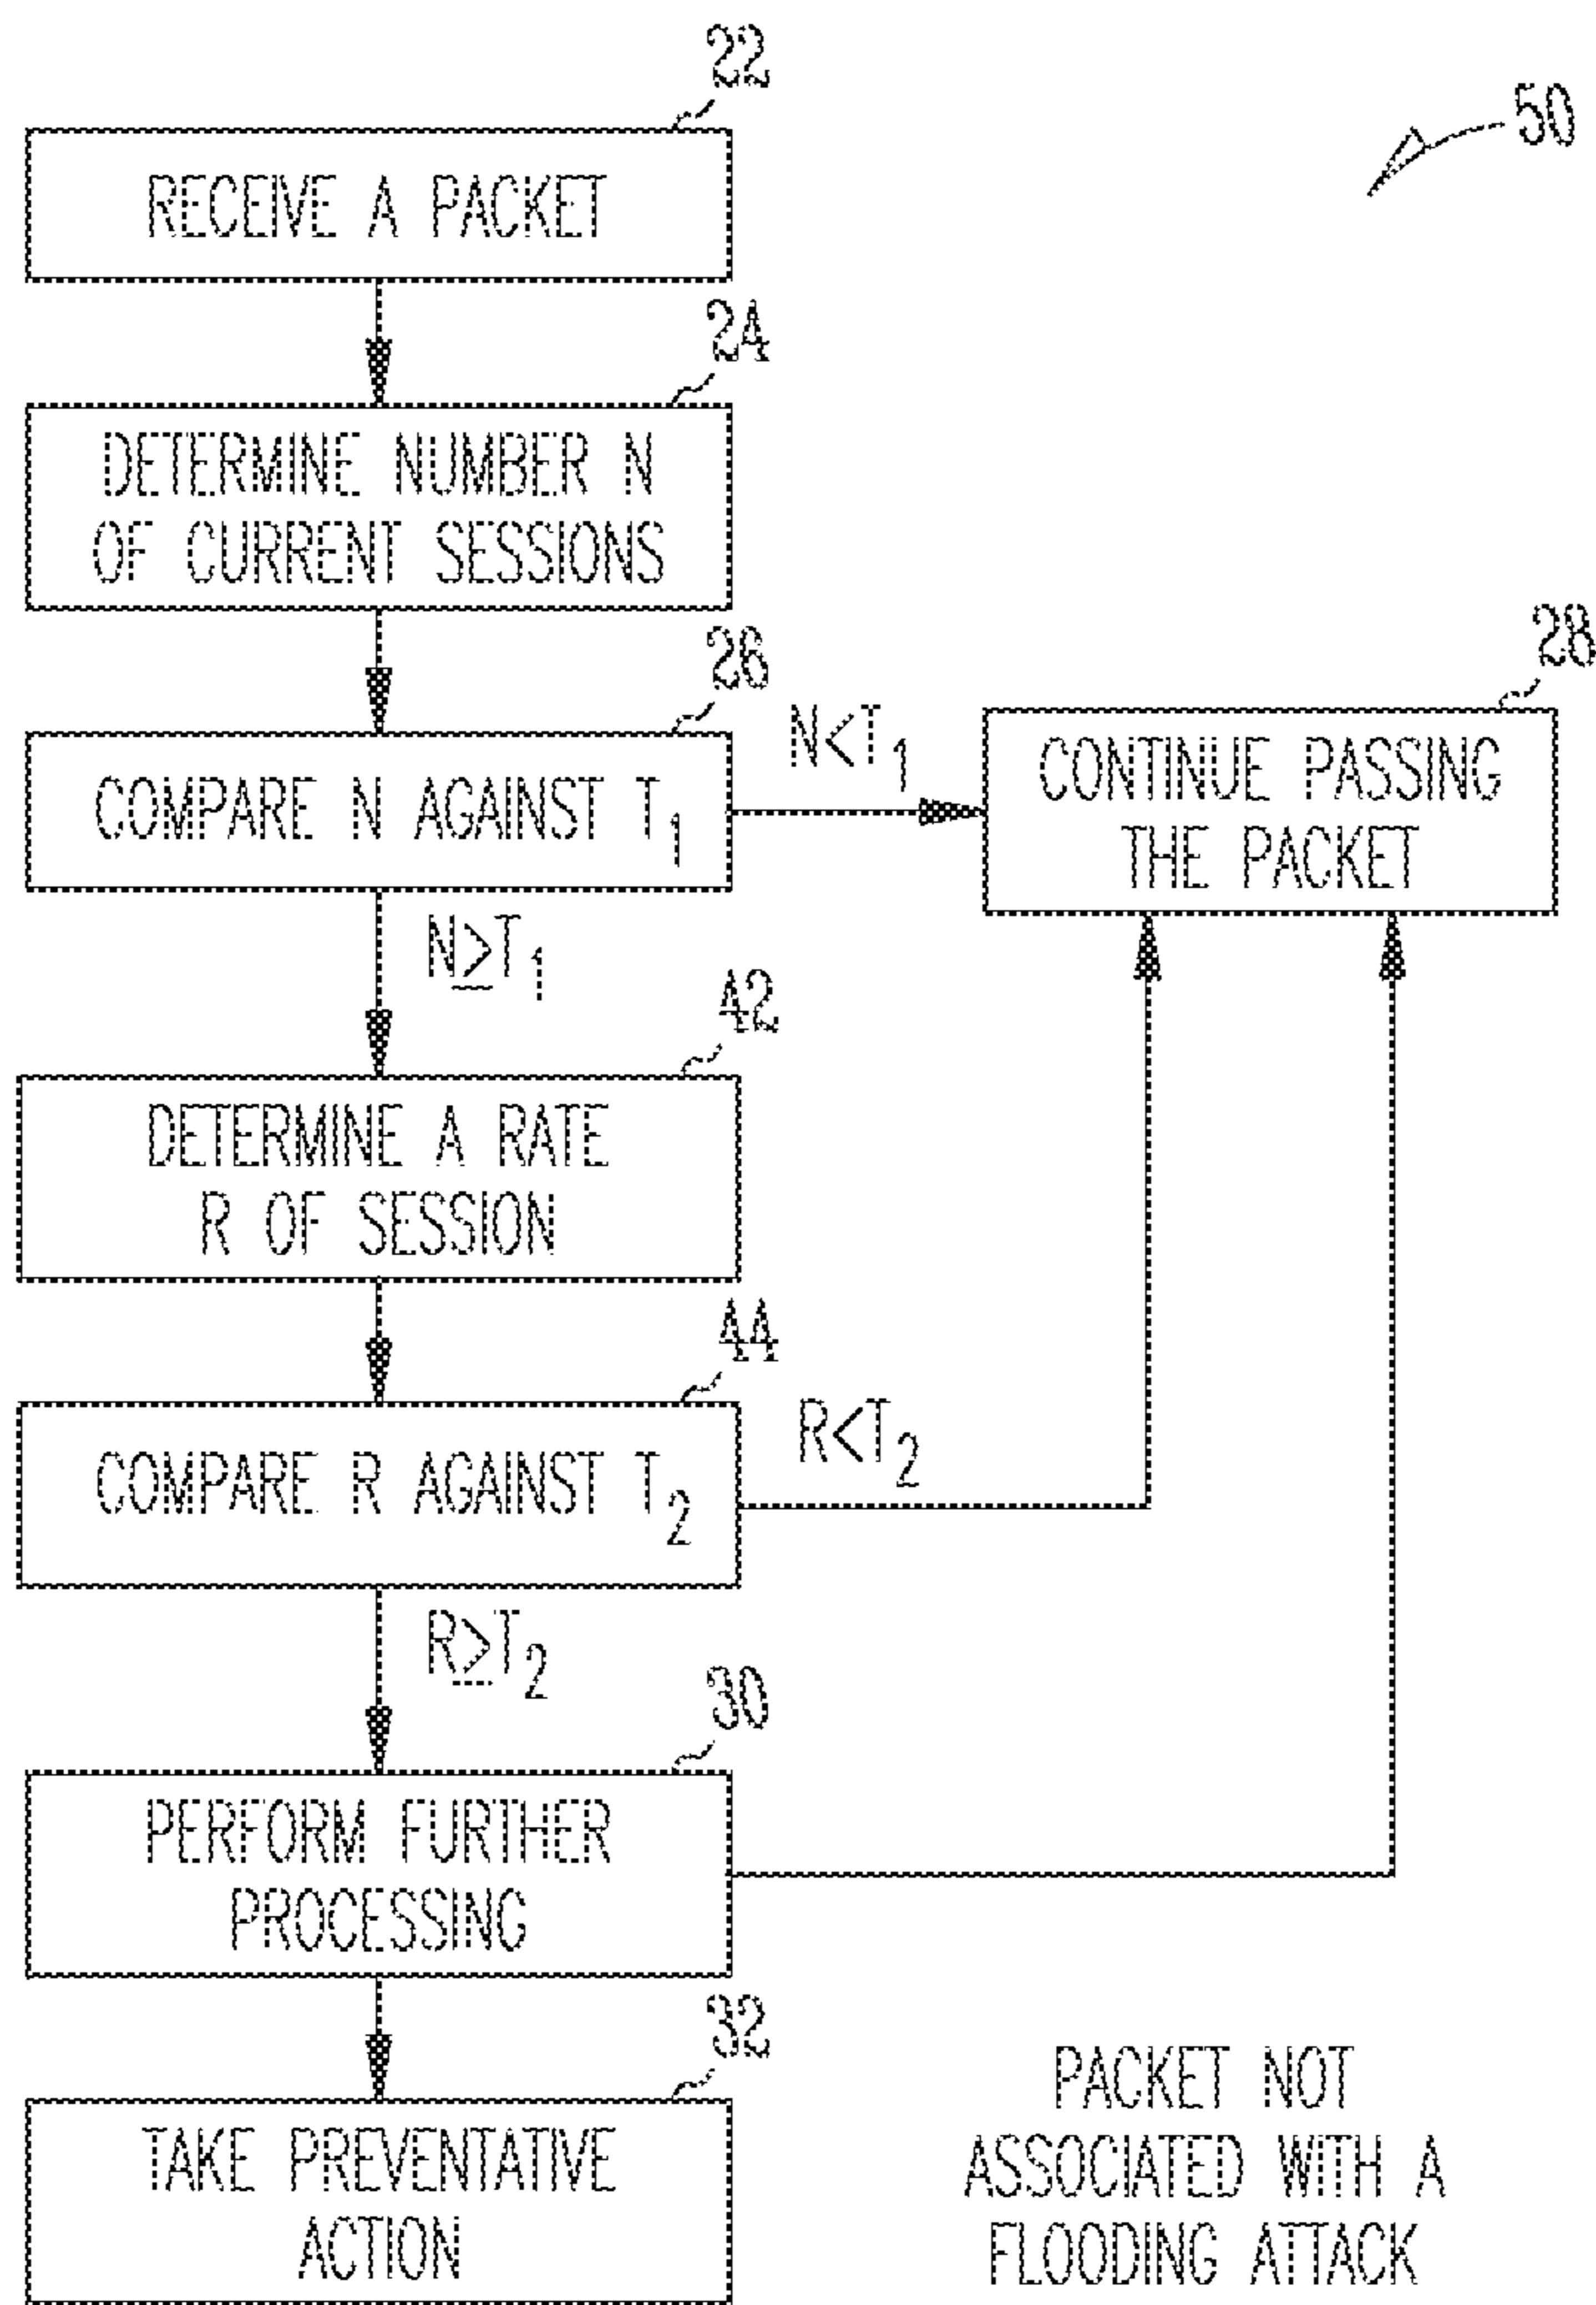 22
50
RECEIVE A PACKET
24
DETERMINE NUMBER N
OF CURRENT SESSIONS
26
28
COMPARE N AGAINST T1
N<T1
CONTINUE PASSING
THE PACKET
N≥T1
42
DETERMINE A RATE
R OF SESSION
44
COMPARE R AGAINST T2
R<T2
R≥T2
30
PERFORM FURTHER
PROCESSING
32
TAKE PREVENTATIVE
ACTION
PACKET NOT
ASSOCIATED WITH A
FLOODING ATTACK